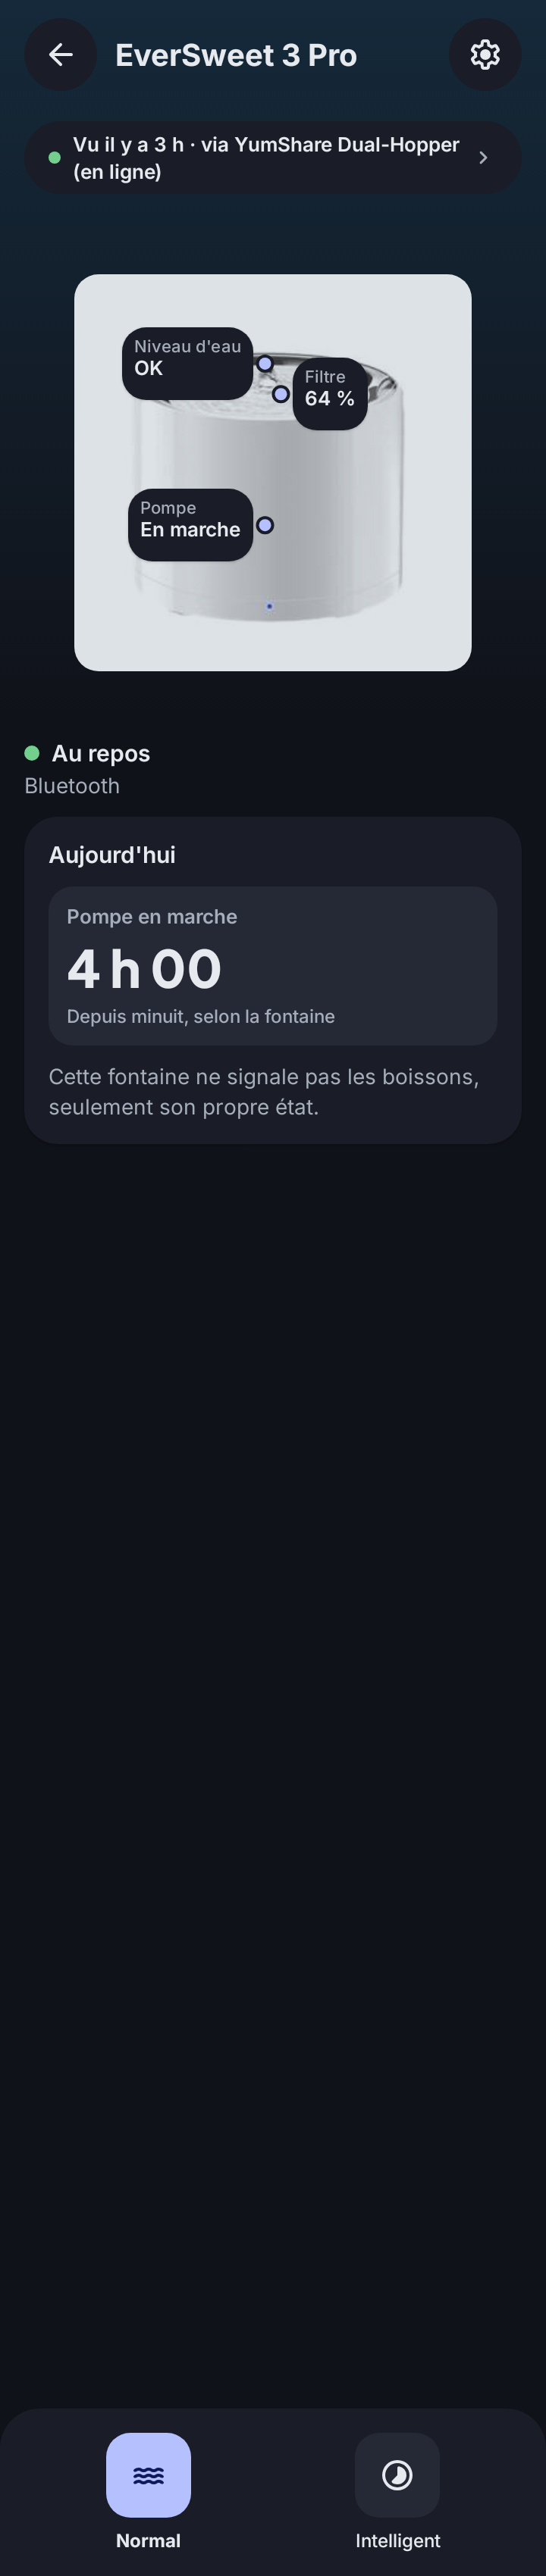 EverSweet 3 Pro
Vu il y a 3 h · via YumShare Dual-Hopper
(en ligne)
Niveau d'eau
OK
Filtre
64 %
Pompe
En marche
Au repos
Bluetooth
Aujourd'hui
Pompe en marche
4 h 00
Depuis minuit, selon la fontaine
Cette fontaine ne signale pas les boissons,
seulement son propre état.
Normal
Intelligent